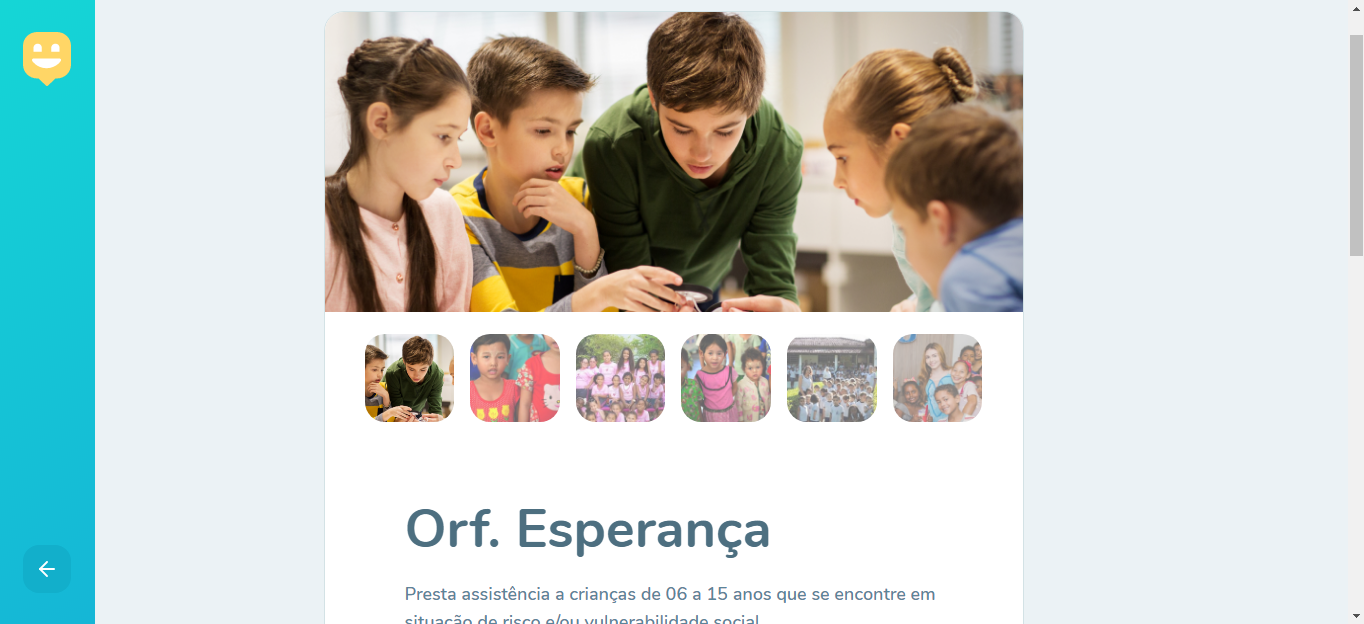 Orf. Esperança
Presta assistência a crianças de 06 a 15 anos que se encontre em
situação de risco e/ou vulnerabilidade social.